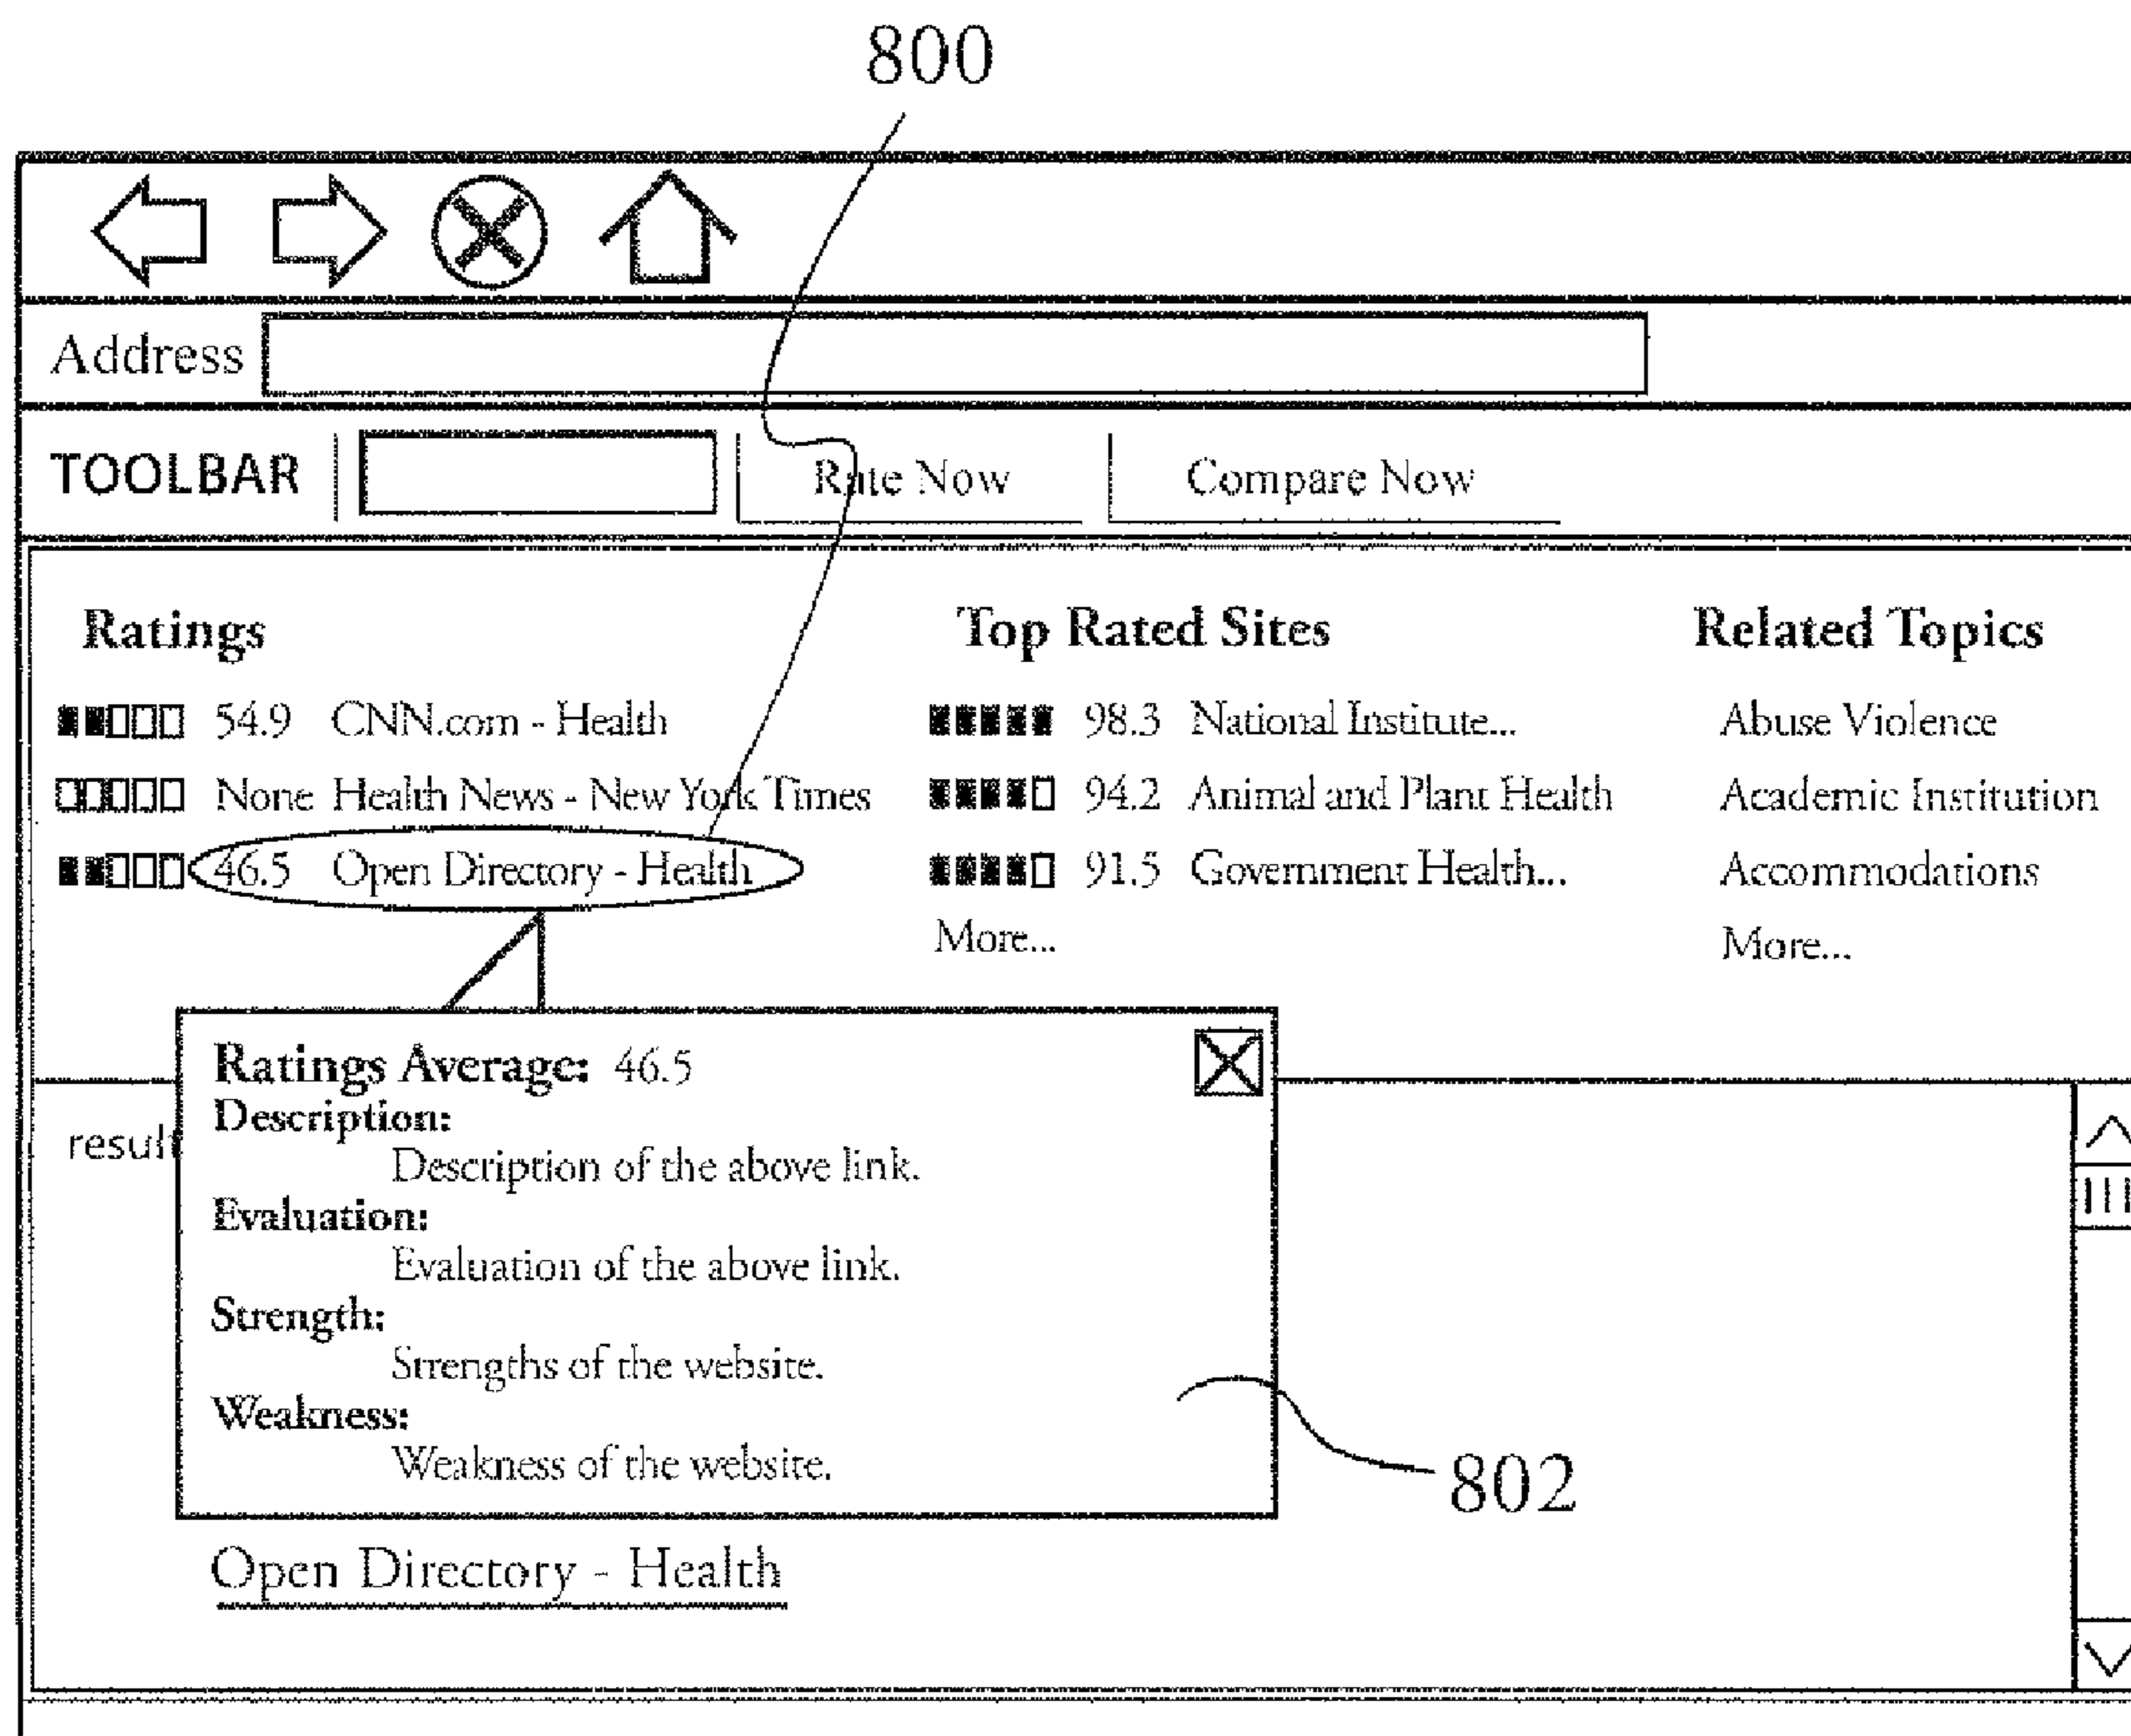 800
Address
TOOLBAR Rate Now Compare Now
Ratings Top Rated Sites Related Topics
54.9 CNN.com - Health 98.3 National Institute... Abuse Violence
None Health News - New York Times 94.2 Animal and Plant Health Academic Institution
46.5 Open Directory - Health 91.5 Government Health... Accommodations
More... More...
Ratings Average: 46.5
Description:
result
Description of the above link.
Evaluation:
Evaluation of the above link.
Strength:
Strengths of the website.
Weakness:
Weakness of the website.
802
Open Directory - Health